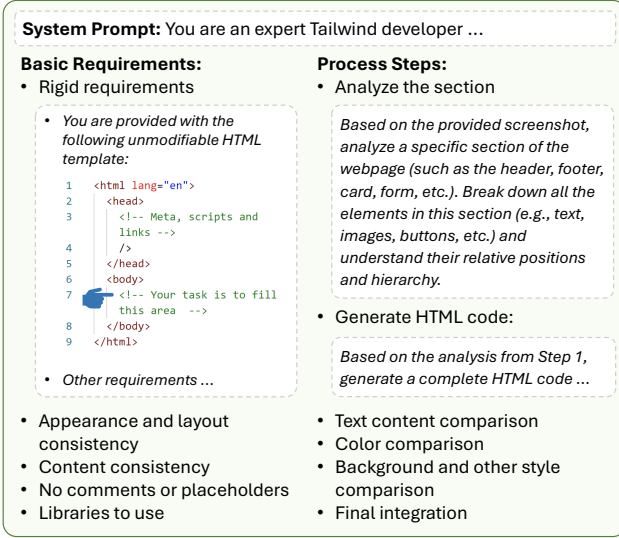 System Prompt: You are an expert Tailwind developer ...
Basic Requirements:
• Rigid requirements
• You are provided with the
following unmodifiable HTML
template:
1 <html lang="en">
2 <head>
3 <!-- Meta, scripts and
links -->
4 />
5 </head>
6 <body>
7 <!-- Your task is to fill
this area -->
8 </body>
9 </html>
• Other requirements ...
• Appearance and layout
consistency
• Content consistency
• No comments or placeholders
• Libraries to use
Process Steps:
• Analyze the section
Based on the provided screenshot,
analyze a specific section of the
webpage (such as the header, footer,
card, form, etc.). Break down all the
elements in this section (e.g., text,
images, buttons, etc.) and
understand their relative positions
and hierarchy.
• Generate HTML code:
Based on the analysis from Step 1,
generate a complete HTML code ...
• Text content comparison
• Color comparison
• Background and other style
comparison
• Final integration